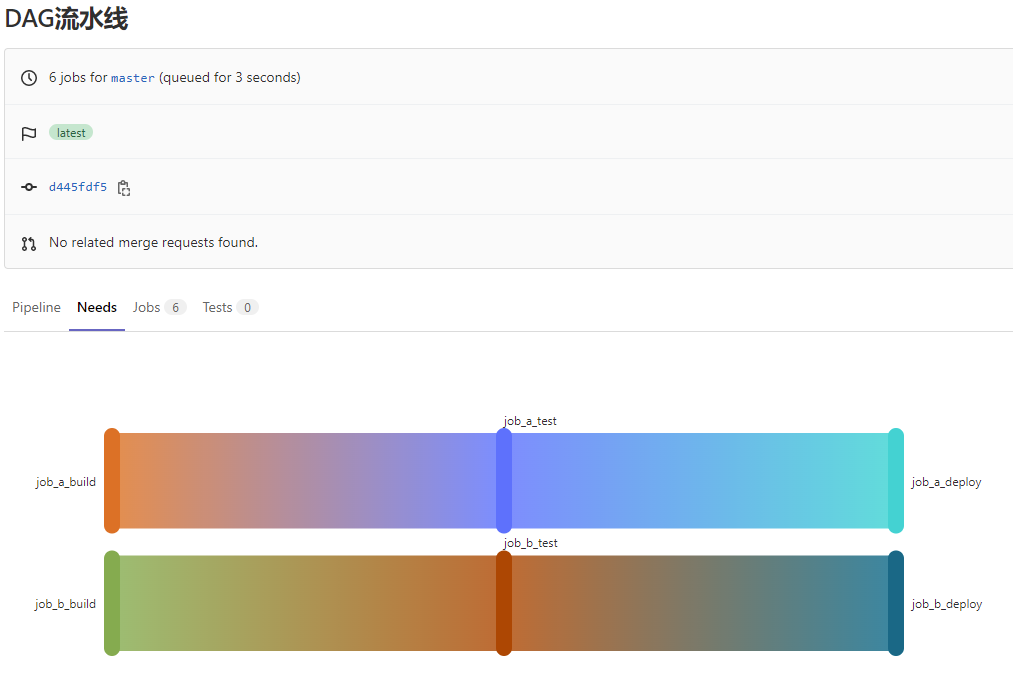 DAG流水线
6 jobs for master (queued for 3 seconds)
latest
d445fdf5
No related merge requests found.
Pipeline Needs Jobs 6 Tests 0
job_a_test
job_a_build
job_a_deploy
job_b_test
job_b_build
job_b_deploy